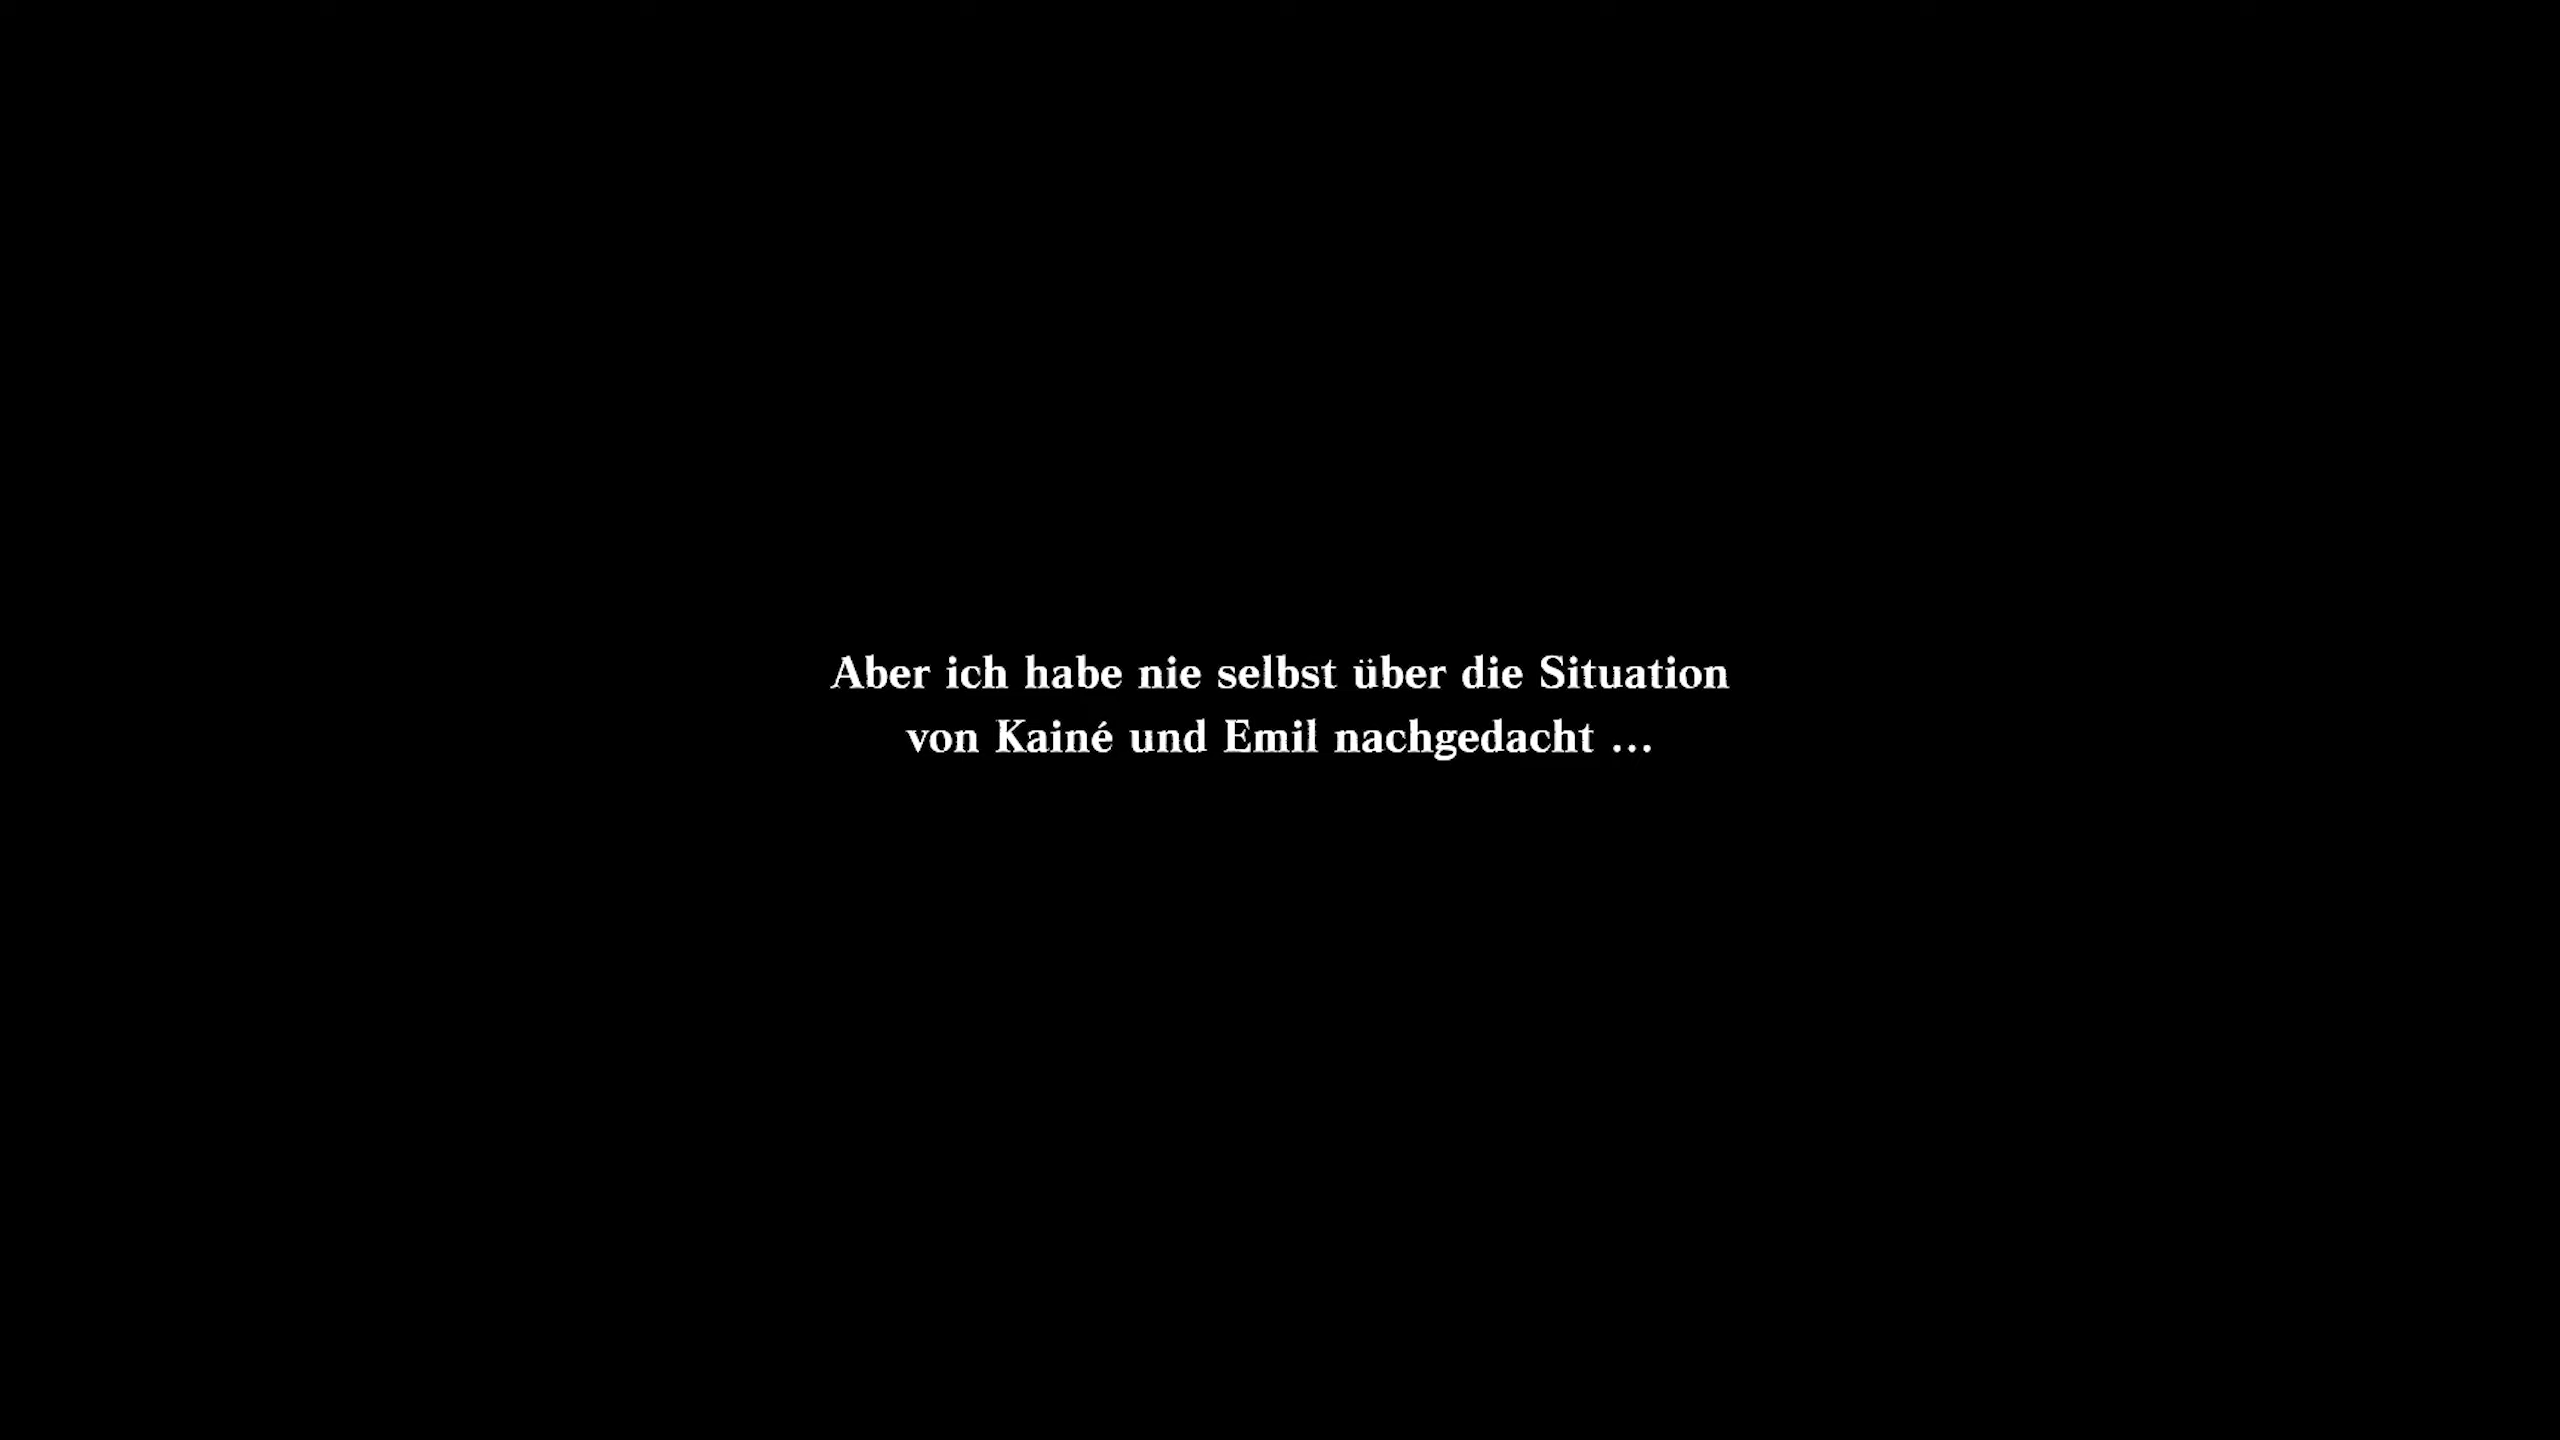 Aber ich habe nie selbst über die Situation
von Kainé und Emil nachgedacht …